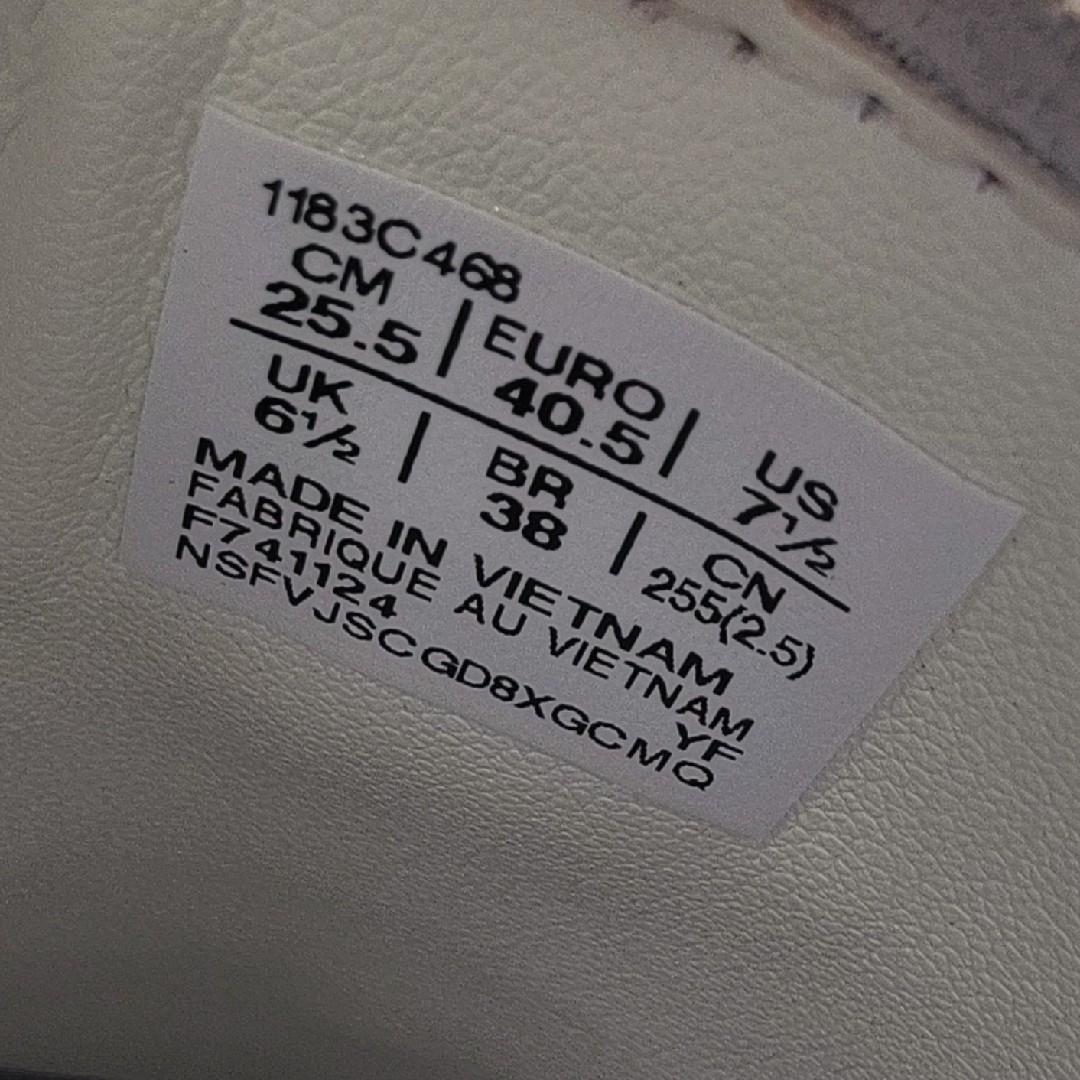 1183C468
CM EURO US
25.5 40.5 7½
UK BR CN
6½ 38 255(2.5)
MADE IN VIETNAM
FABRIQUE AU VIETNAM
F741124 YF
NSFVJSCGD8XGCMQ